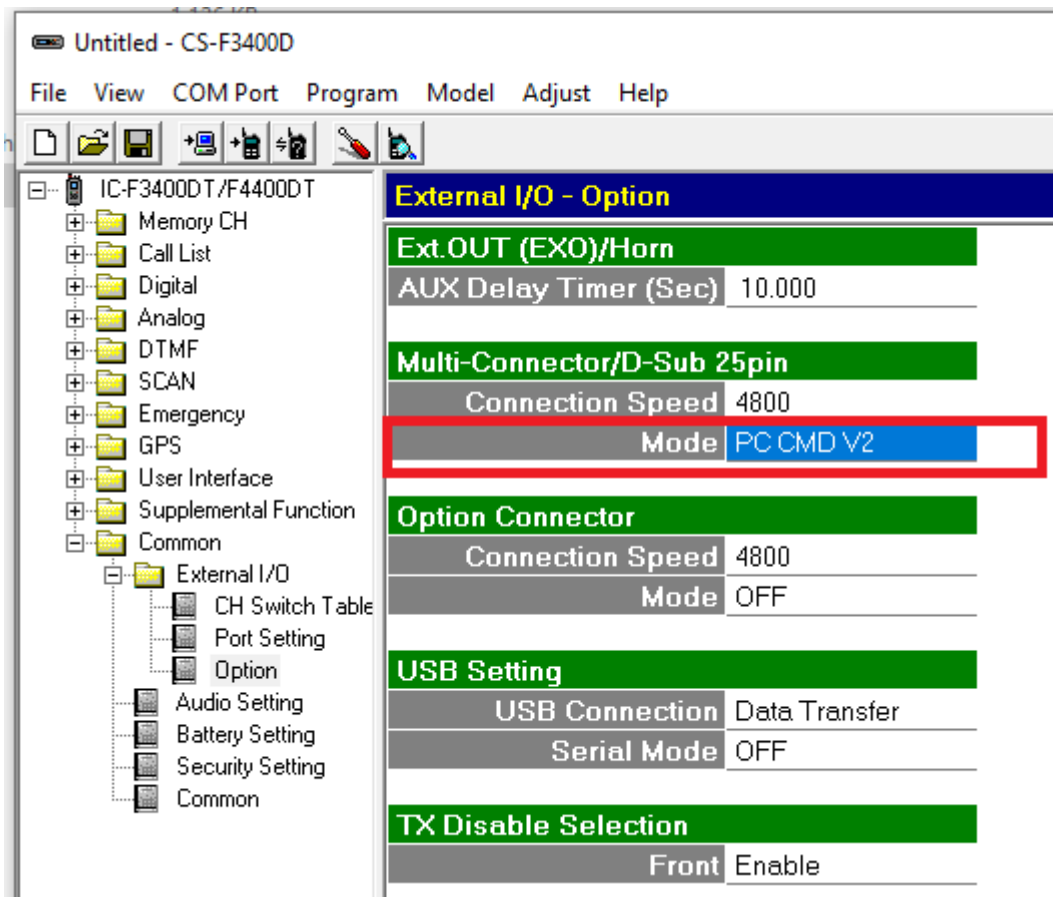 Untitled - CS-F3400D
File View COM Port Program Model Adjust Help
IC-F3400DT/F4400DT
Memory CH
Call List
Digital
Analog
DTMF
SCAN
Emergency
GPS
User Interface
Supplemental Function
Common
External I/O
CH Switch Table
Port Setting
Option
Audio Setting
Battery Setting
Security Setting
Common
External I/O - Option
Ext.OUT (EXO)/Horn
AUX Delay Timer (Sec) 10.000
Multi-Connector/D-Sub 25pin
Connection Speed 4800
Mode PC CMD V2
Option Connector
Connection Speed 4800
Mode OFF
USB Setting
USB Connection Data Transfer
Serial Mode OFF
TX Disable Selection
Front Enable